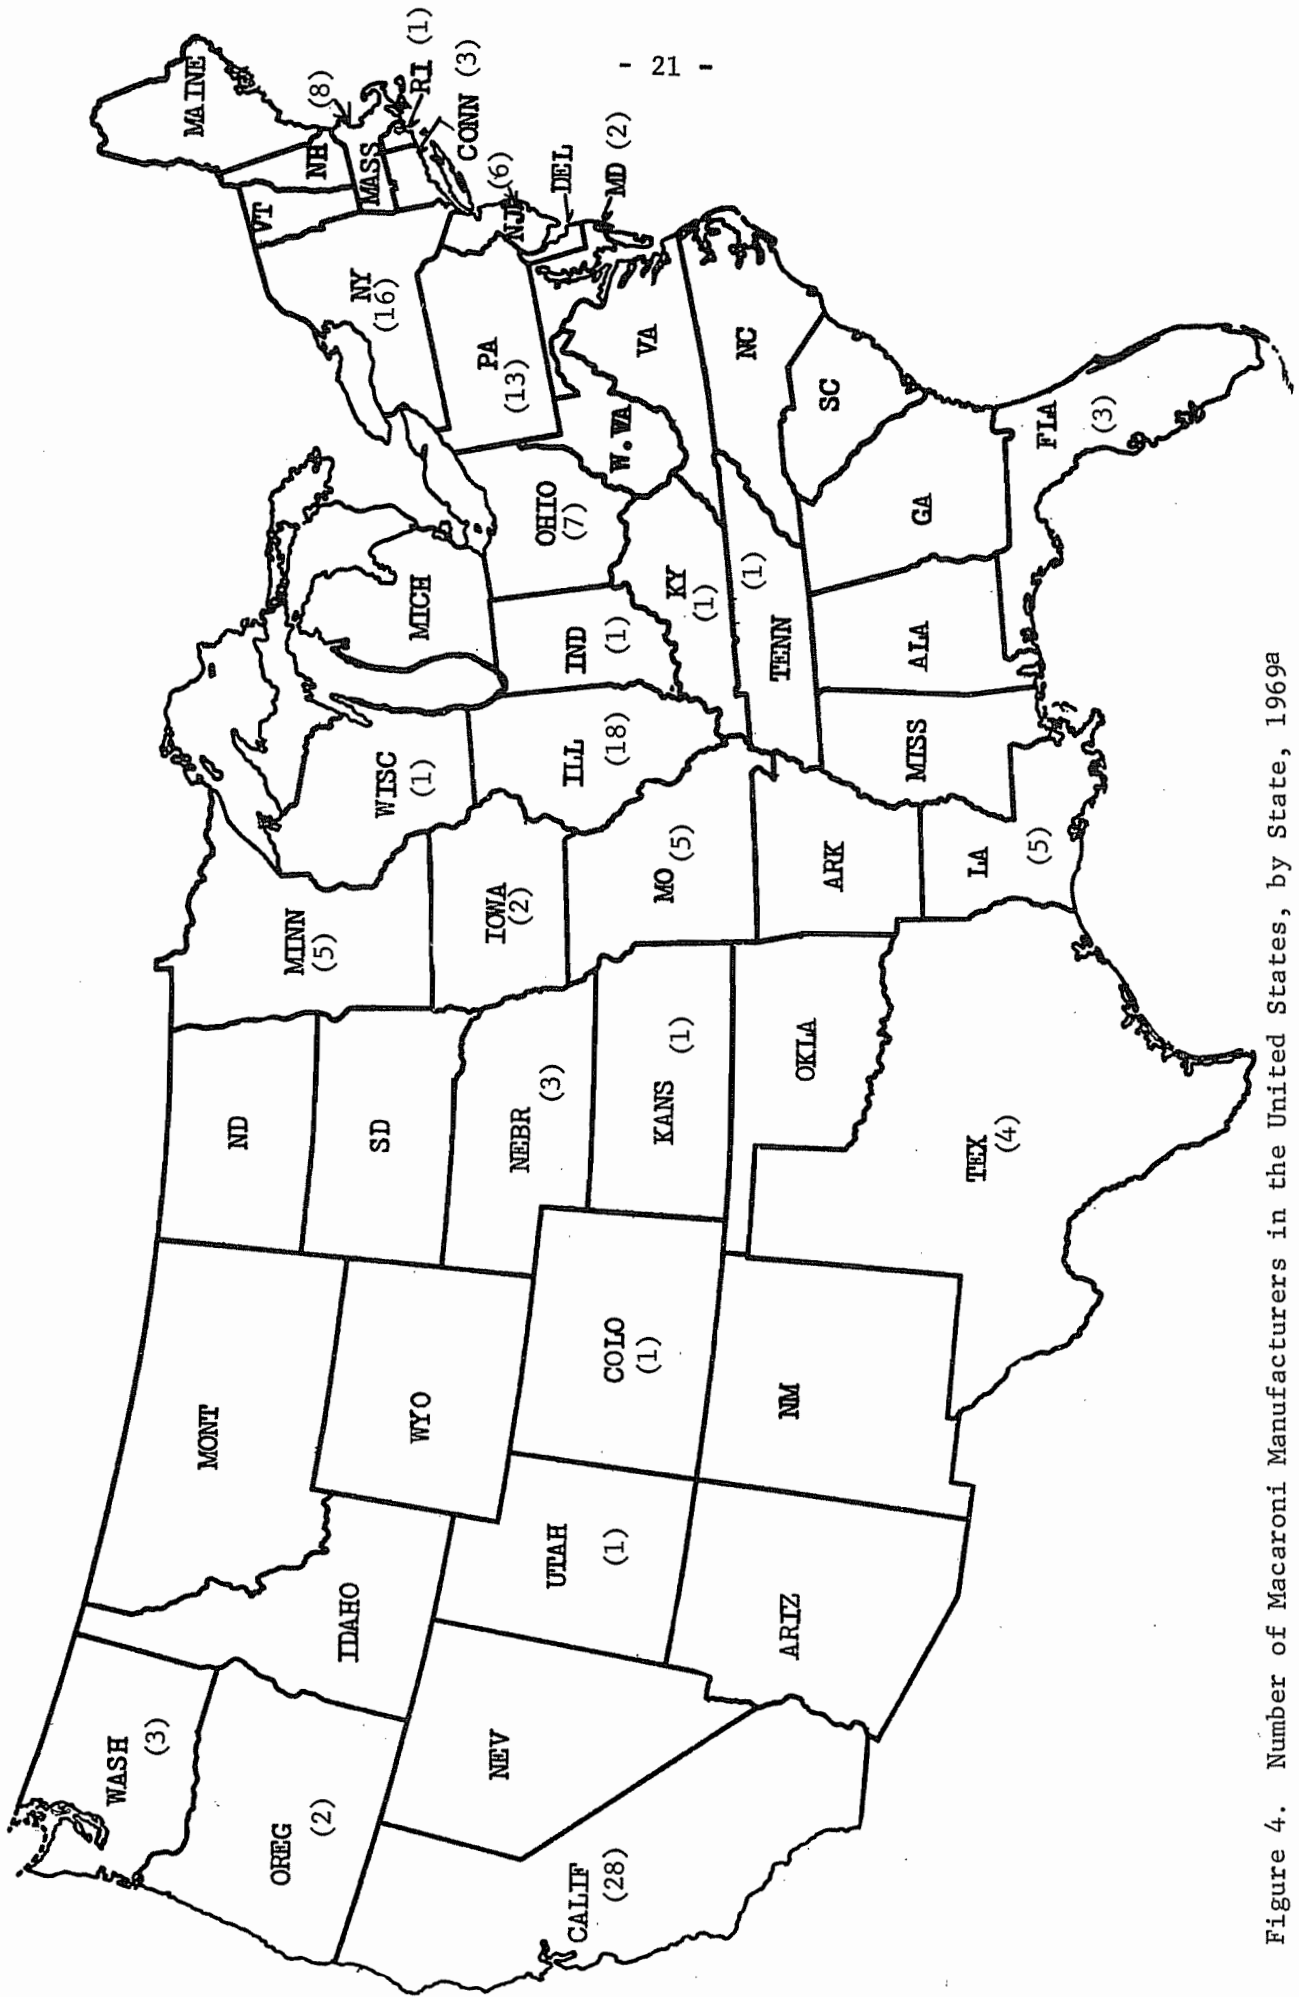 - 21 -
WASH
(3)
OREG
(2)
CALIF
(28)
NEV
IDAHO
MONT
WYO
UTAH
(1)
ARIZ
COLO
(1)
NM
ND
SD
NEBR
(3)
KANS
(1)
OKLA
TEX
(4)
MINN
(5)
IOWA
(2)
MO
(5)
ARK
LA
(5)
WISC
(1)
ILL
(18)
MICH
IND
(1)
OHIO
(7)
KY
(1)
TENN
(1)
MISS
ALA
GA
FLA
(3)
SC
NC
VA
W.VA
PA
(13)
NY
(16)
VT
NH
MAINE
MASS
(8)
RI (1)
CONN (3)
NJ
(6)
DEL
MD (2)
Figure 4. Number of Macaroni Manufacturers in the United States, by State, 1969a